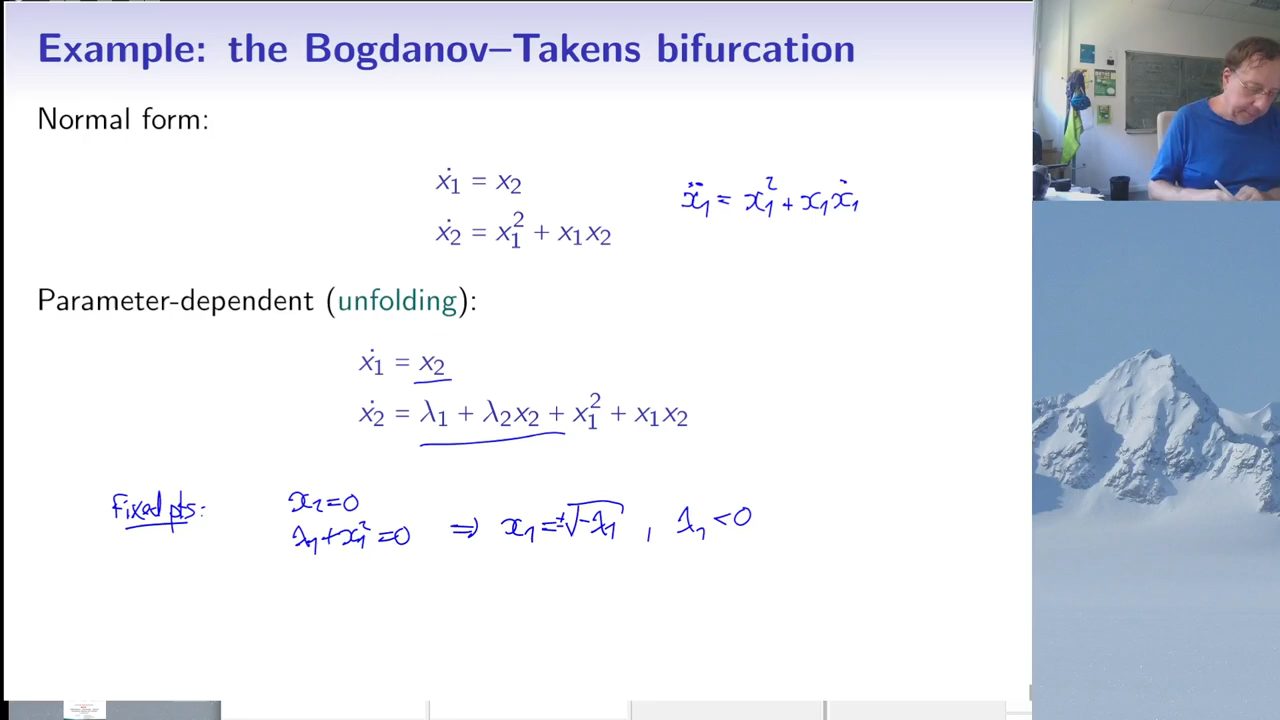 Example: the Bogdanov–Takens bifurcation
Normal form:
ẋ₁ = x₂
ẍ₁ = x₁² + x₁ẋ₁
ẋ₂ = x₁² + x₁x₂
Parameter-dependent (unfolding):
ẋ₁ = x₂
ẋ₂ = λ₁ + λ₂x₂ + x₁² + x₁x₂
Fixed pts: x₂=0
λ₁+x₁²=0 ⇒ x₁=±√-λ₁ , λ₁<0